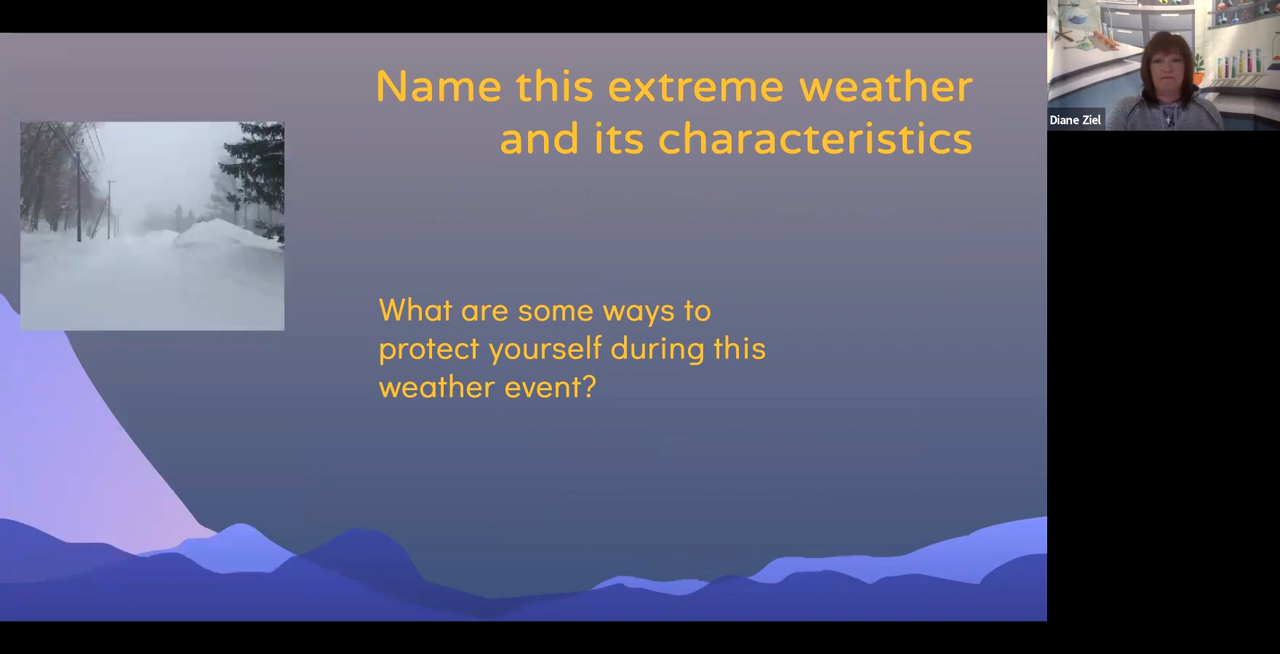 Name this extreme weather
and its characteristics
Diane Ziel
What are some ways to
protect yourself during this
weather event?